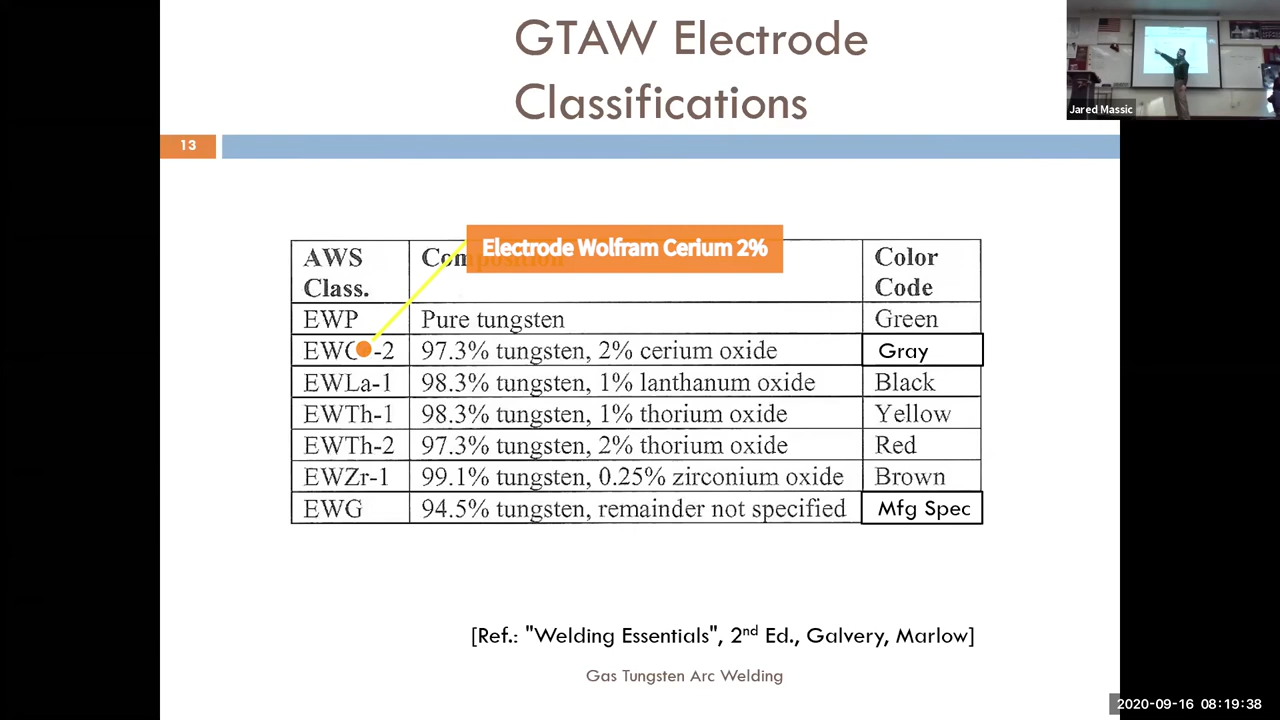 GTAW Electrode
Classifications
Jared Massic
13
Electrode Wolfram Cerium 2%
AWS
Class.
Color
Code
EWP Pure tungsten Green
-2 97.3% tungsten, 2% cerium oxide Gray
EWLa-1 98.3% tungsten, 1% lanthanum oxide Black
EWTh-1 98.3% tungsten, 1% thorium oxide Yellow
EWTh-2 97.3% tungsten, 2% thorium oxide Red
EWZr-1 99.1% tungsten, 0.25% zirconium oxide Brown
EWG 94.5% tungsten, remainder not specified Mfg Spec
[Ref.: "Welding Essentials", 2nd Ed., Galvery, Marlow]
Gas Tungsten Arc Welding
2020-09-16 08:19:38